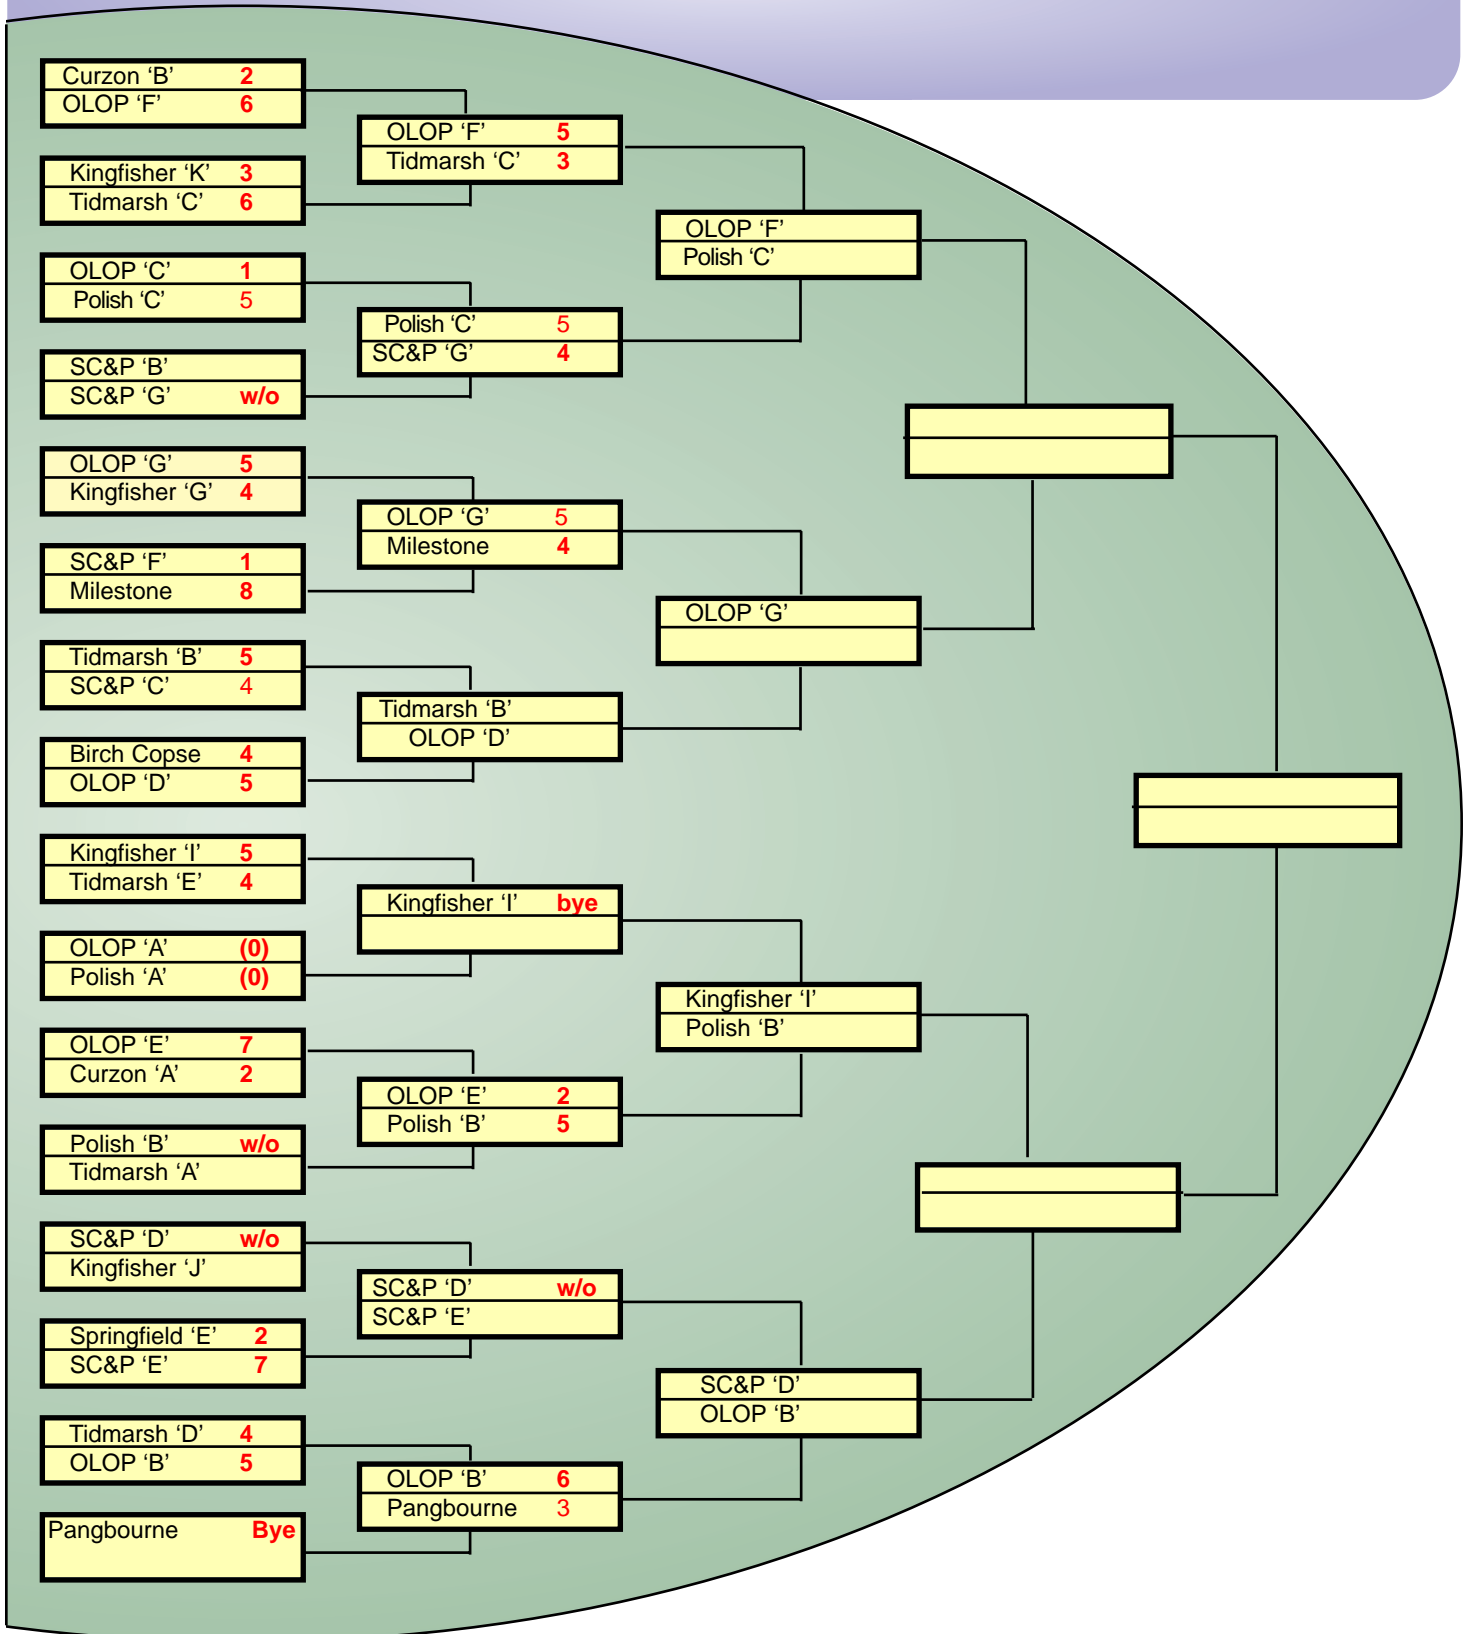 Curzon ‘B’ 2
OLOP ‘F’ 6
Kingfisher ‘K’ 3
Tidmarsh ‘C’ 6
OLOP ‘C’ 1
Polish ‘C’ 5
SC&P ‘B’
SC&P ‘G’ w/o
OLOP ‘G’ 5
Kingfisher ‘G’ 4
SC&P ‘F’ 1
Milestone 8
Tidmarsh ‘B’ 5
SC&P ‘C’ 4
Birch Copse 4
OLOP ‘D’ 5
Kingfisher ‘I’ 5
Tidmarsh ‘E’ 4
OLOP ‘A’ (0)
Polish ‘A’ (0)
OLOP ‘E’ 7
Curzon ‘A’ 2
Polish ‘B’ w/o
Tidmarsh ‘A’
SC&P ‘D’ w/o
Kingfisher ‘J’
Springfield ‘E’ 2
SC&P ‘E’ 7
Tidmarsh ‘D’ 4
OLOP ‘B’ 5
Pangbourne Bye
OLOP ‘F’ 5
Tidmarsh ‘C’ 3
Polish ‘C’ 5
SC&P ‘G’ 4
OLOP ‘G’ 5
Milestone 4
Tidmarsh ‘B’
OLOP ‘D’
Kingfisher ‘I’ bye
OLOP ‘E’ 2
Polish ‘B’ 5
SC&P ‘D’ w/o
SC&P ‘E’
OLOP ‘B’ 6
Pangbourne 3
OLOP ‘F’
Polish ‘C’
OLOP ‘G’
Kingfisher ‘I’
Polish ‘B’
SC&P ‘D’
OLOP ‘B’